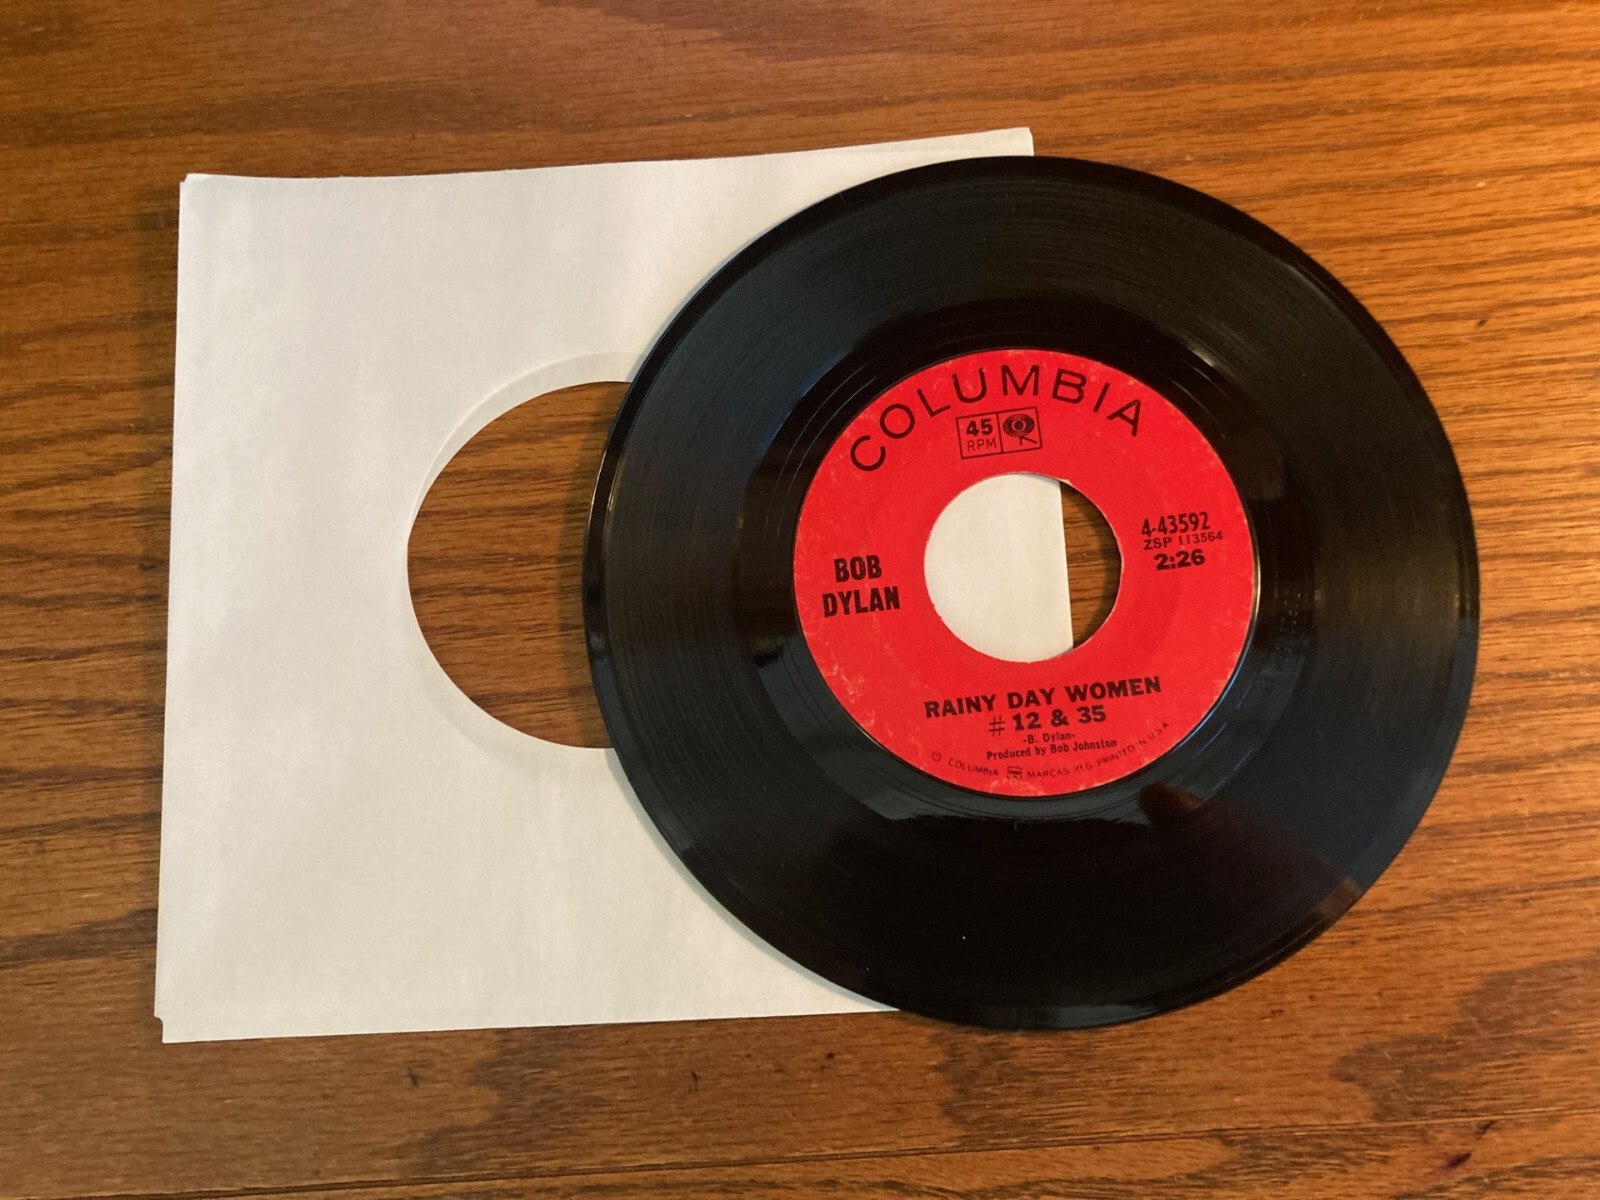 COLUMBIA
45
RPM
4-43592
ZSP 113564
2:26
BOB
DYLAN
RAINY DAY WOMEN
# 12 & 35
-B. Dylan-
Produced by Bob Johnston
COLUMBIA MARCAS REG. PRINTED IN U.S.A.